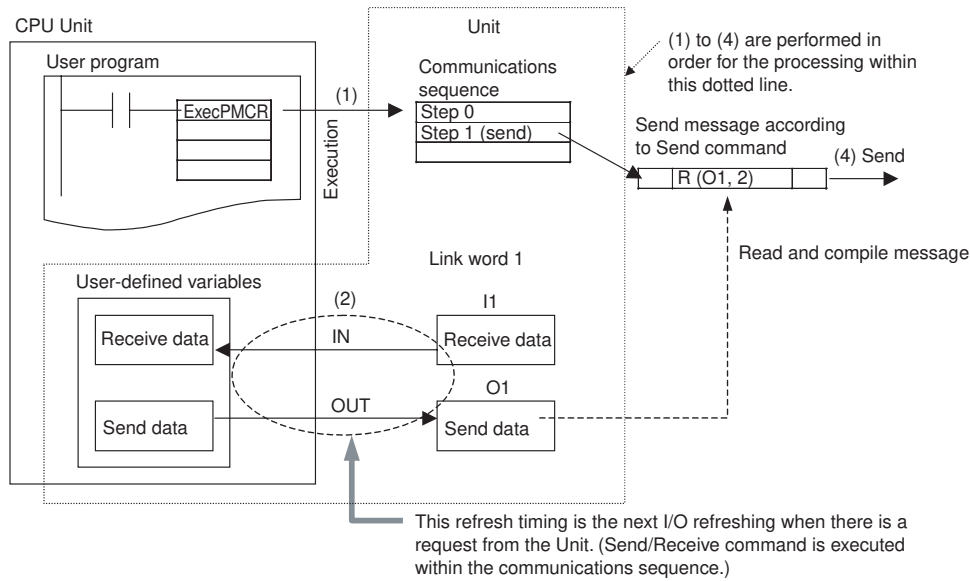 CPU Unit
Unit
(1) to (4) are performed in
order for the processing within
this dotted line.
User program
Communications
sequence
(1)
ExecPMCR
Execution
Step 0
Step 1 (send)
Send message according
to Send command
(4) Send
R (O1, 2)
Read and compile message
Link word 1
User-defined variables
(2)
I1
Receive data
IN
Receive data
O1
OUT
Send data
Send data
This refresh timing is the next I/O refreshing when there is a
request from the Unit. (Send/Receive command is executed
within the communications sequence.)